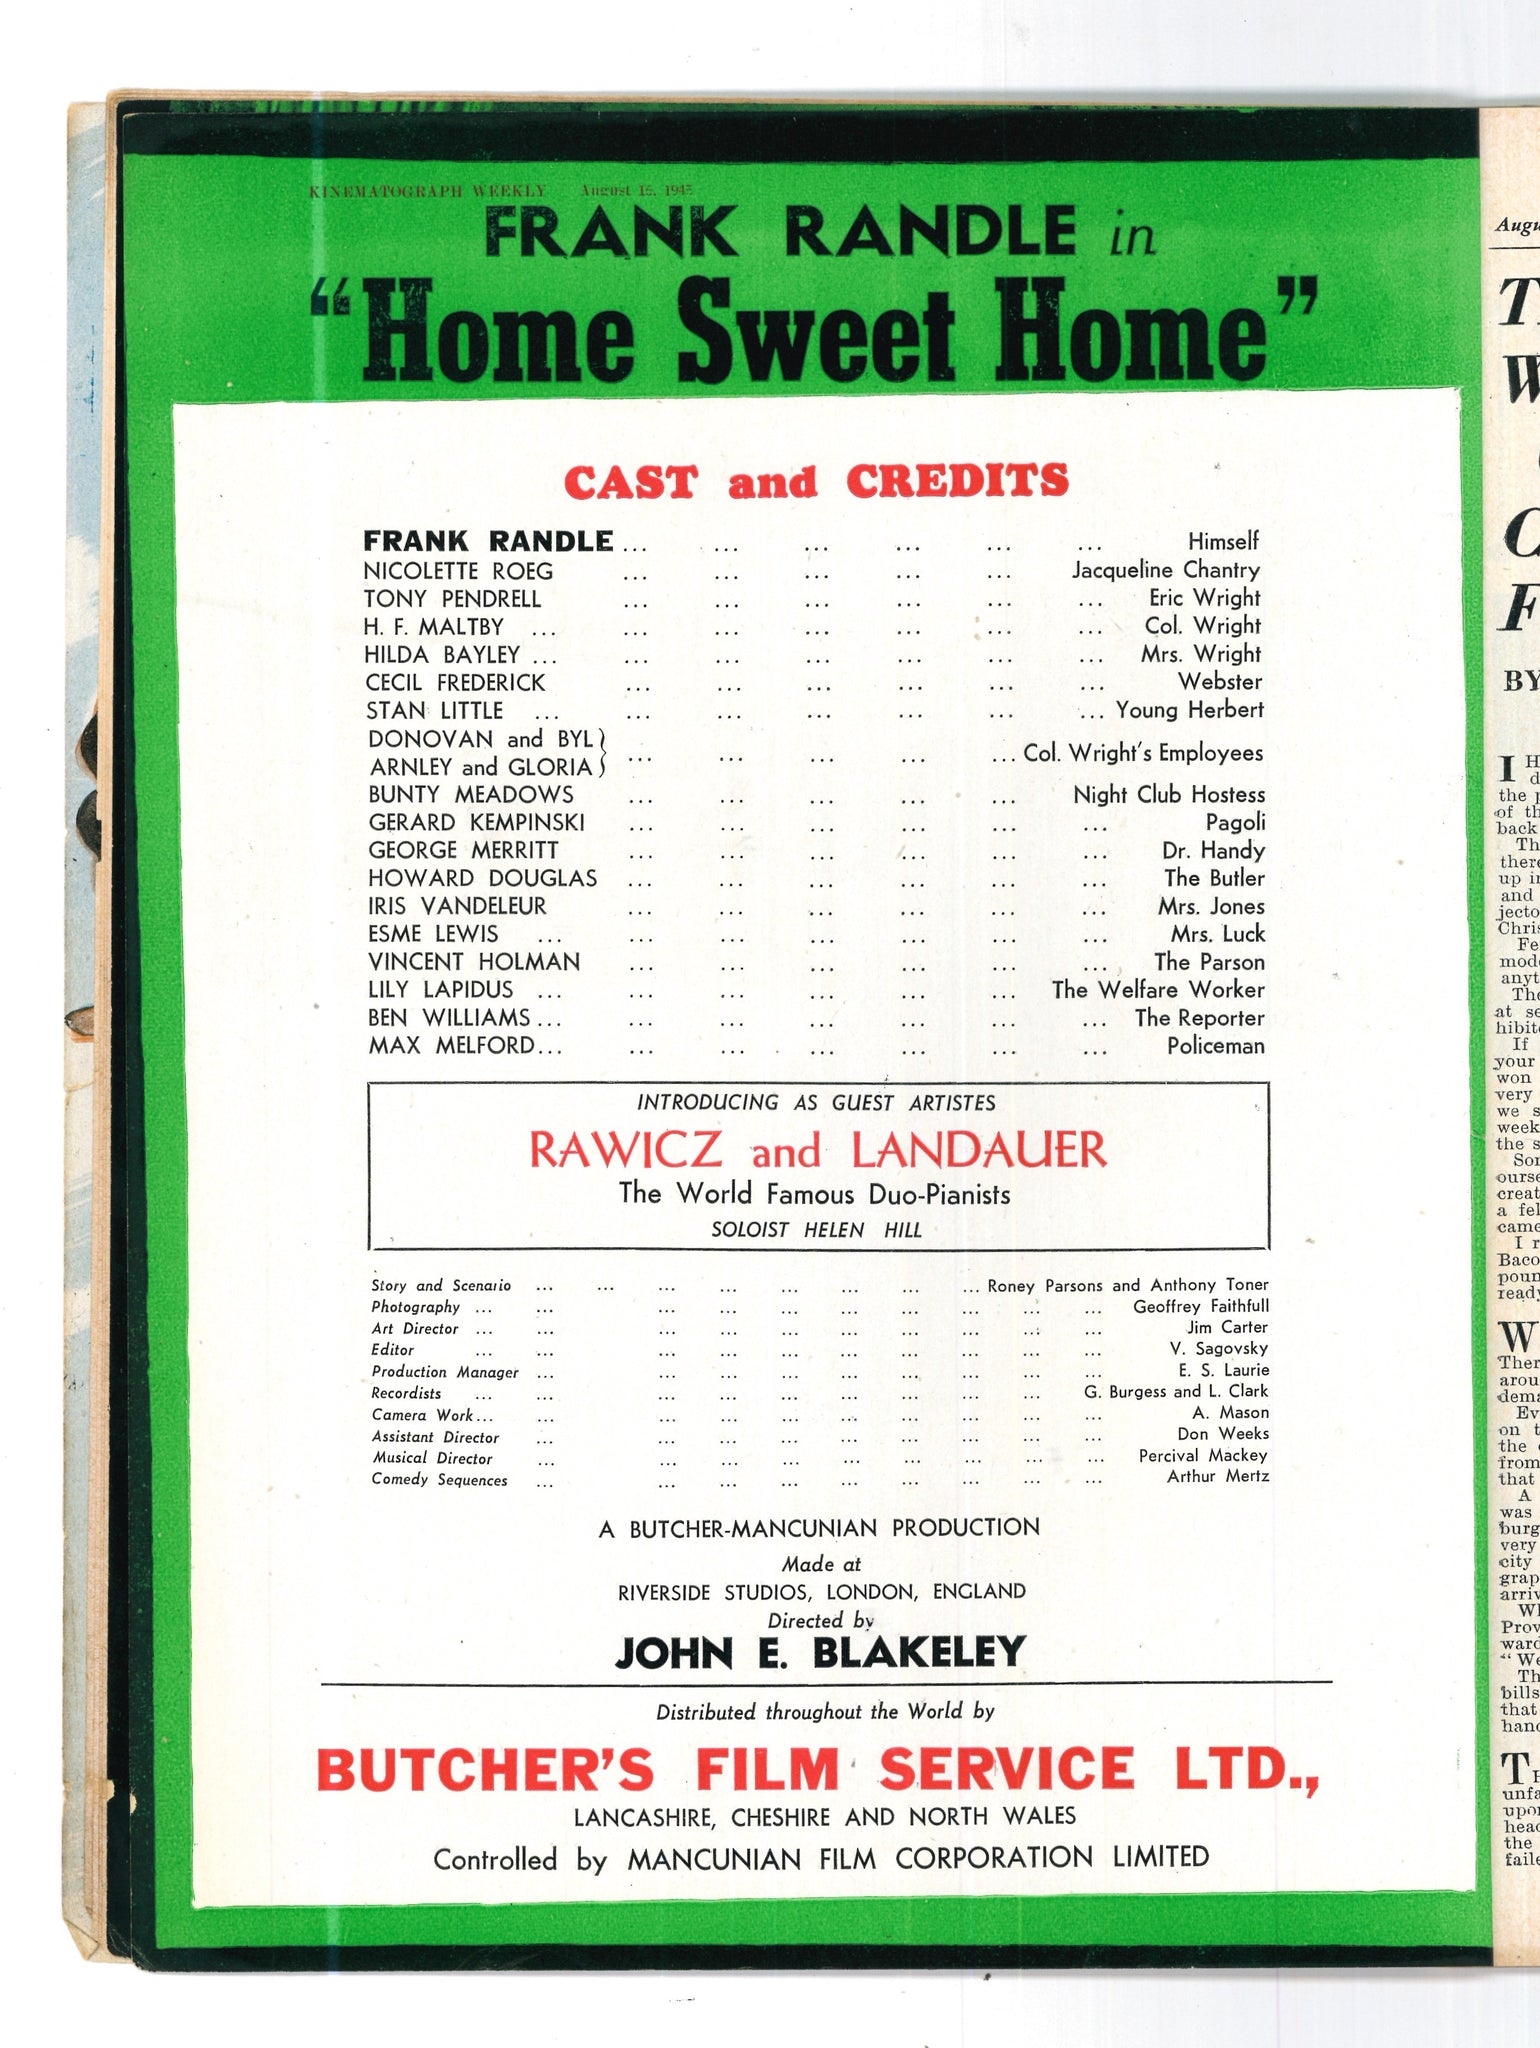 KINEMATOGRAPH WEEKLY August 16, 1945
FRANK RANDLE in
"Home Sweet Home"
CAST and CREDITS
FRANK RANDLE ... ... ... ... ... ... Himself
NICOLETTE ROEG ... ... ... ... ... Jacqueline Chantry
TONY PENDRELL ... ... ... ... ... ... Eric Wright
H. F. MALTBY ... ... ... ... ... ... ... Col. Wright
HILDA BAYLEY ... ... ... ... ... ... ... Mrs. Wright
CECIL FREDERICK ... ... ... ... ... ... Webster
STAN LITTLE ... ... ... ... ... ... ... Young Herbert
DONOVAN and BYL }
ARNLEY and GLORIA } ... ... ... ... ... Col. Wright's Employees
BUNTY MEADOWS ... ... ... ... ... Night Club Hostess
GERARD KEMPINSKI ... ... ... ... ... ... Pagoli
GEORGE MERRITT ... ... ... ... ... ... Dr. Handy
HOWARD DOUGLAS ... ... ... ... ... ... The Butler
IRIS VANDELEUR ... ... ... ... ... ... Mrs. Jones
ESME LEWIS ... ... ... ... ... ... ... Mrs. Luck
VINCENT HOLMAN ... ... ... ... ... ... The Parson
LILY LAPIDUS ... ... ... ... ... ... The Welfare Worker
BEN WILLIAMS ... ... ... ... ... ... ... The Reporter
MAX MELFORD ... ... ... ... ... ... ... Policeman
INTRODUCING AS GUEST ARTISTES
RAWICZ and LANDAUER
The World Famous Duo-Pianists
SOLOIST HELEN HILL
Story and Scenario ... ... ... ... ... ... ... ... Roney Parsons and Anthony Toner
Photography ... ... ... ... ... ... ... ... ... ... Geoffrey Faithfull
Art Director ... ... ... ... ... ... ... ... ... ... Jim Carter
Editor ... ... ... ... ... ... ... ... ... ... V. Sagovsky
Production Manager ... ... ... ... ... ... ... ... ... E. S. Laurie
Recordists ... ... ... ... ... ... ... ... ... G. Burgess and L. Clark
Camera Work ... ... ... ... ... ... ... ... ... ... A. Mason
Assistant Director ... ... ... ... ... ... ... ... ... Don Weeks
Musical Director ... ... ... ... ... ... ... ... ... Percival Mackey
Comedy Sequences ... ... ... ... ... ... ... ... ... Arthur Mertz
A BUTCHER-MANCUNIAN PRODUCTION
Made at
RIVERSIDE STUDIOS, LONDON, ENGLAND
Directed by
JOHN E. BLAKELEY
Distributed throughout the World by
BUTCHER'S FILM SERVICE LTD.,
LANCASHIRE, CHESHIRE AND NORTH WALES
Controlled by MANCUNIAN FILM CORPORATION LIMITED